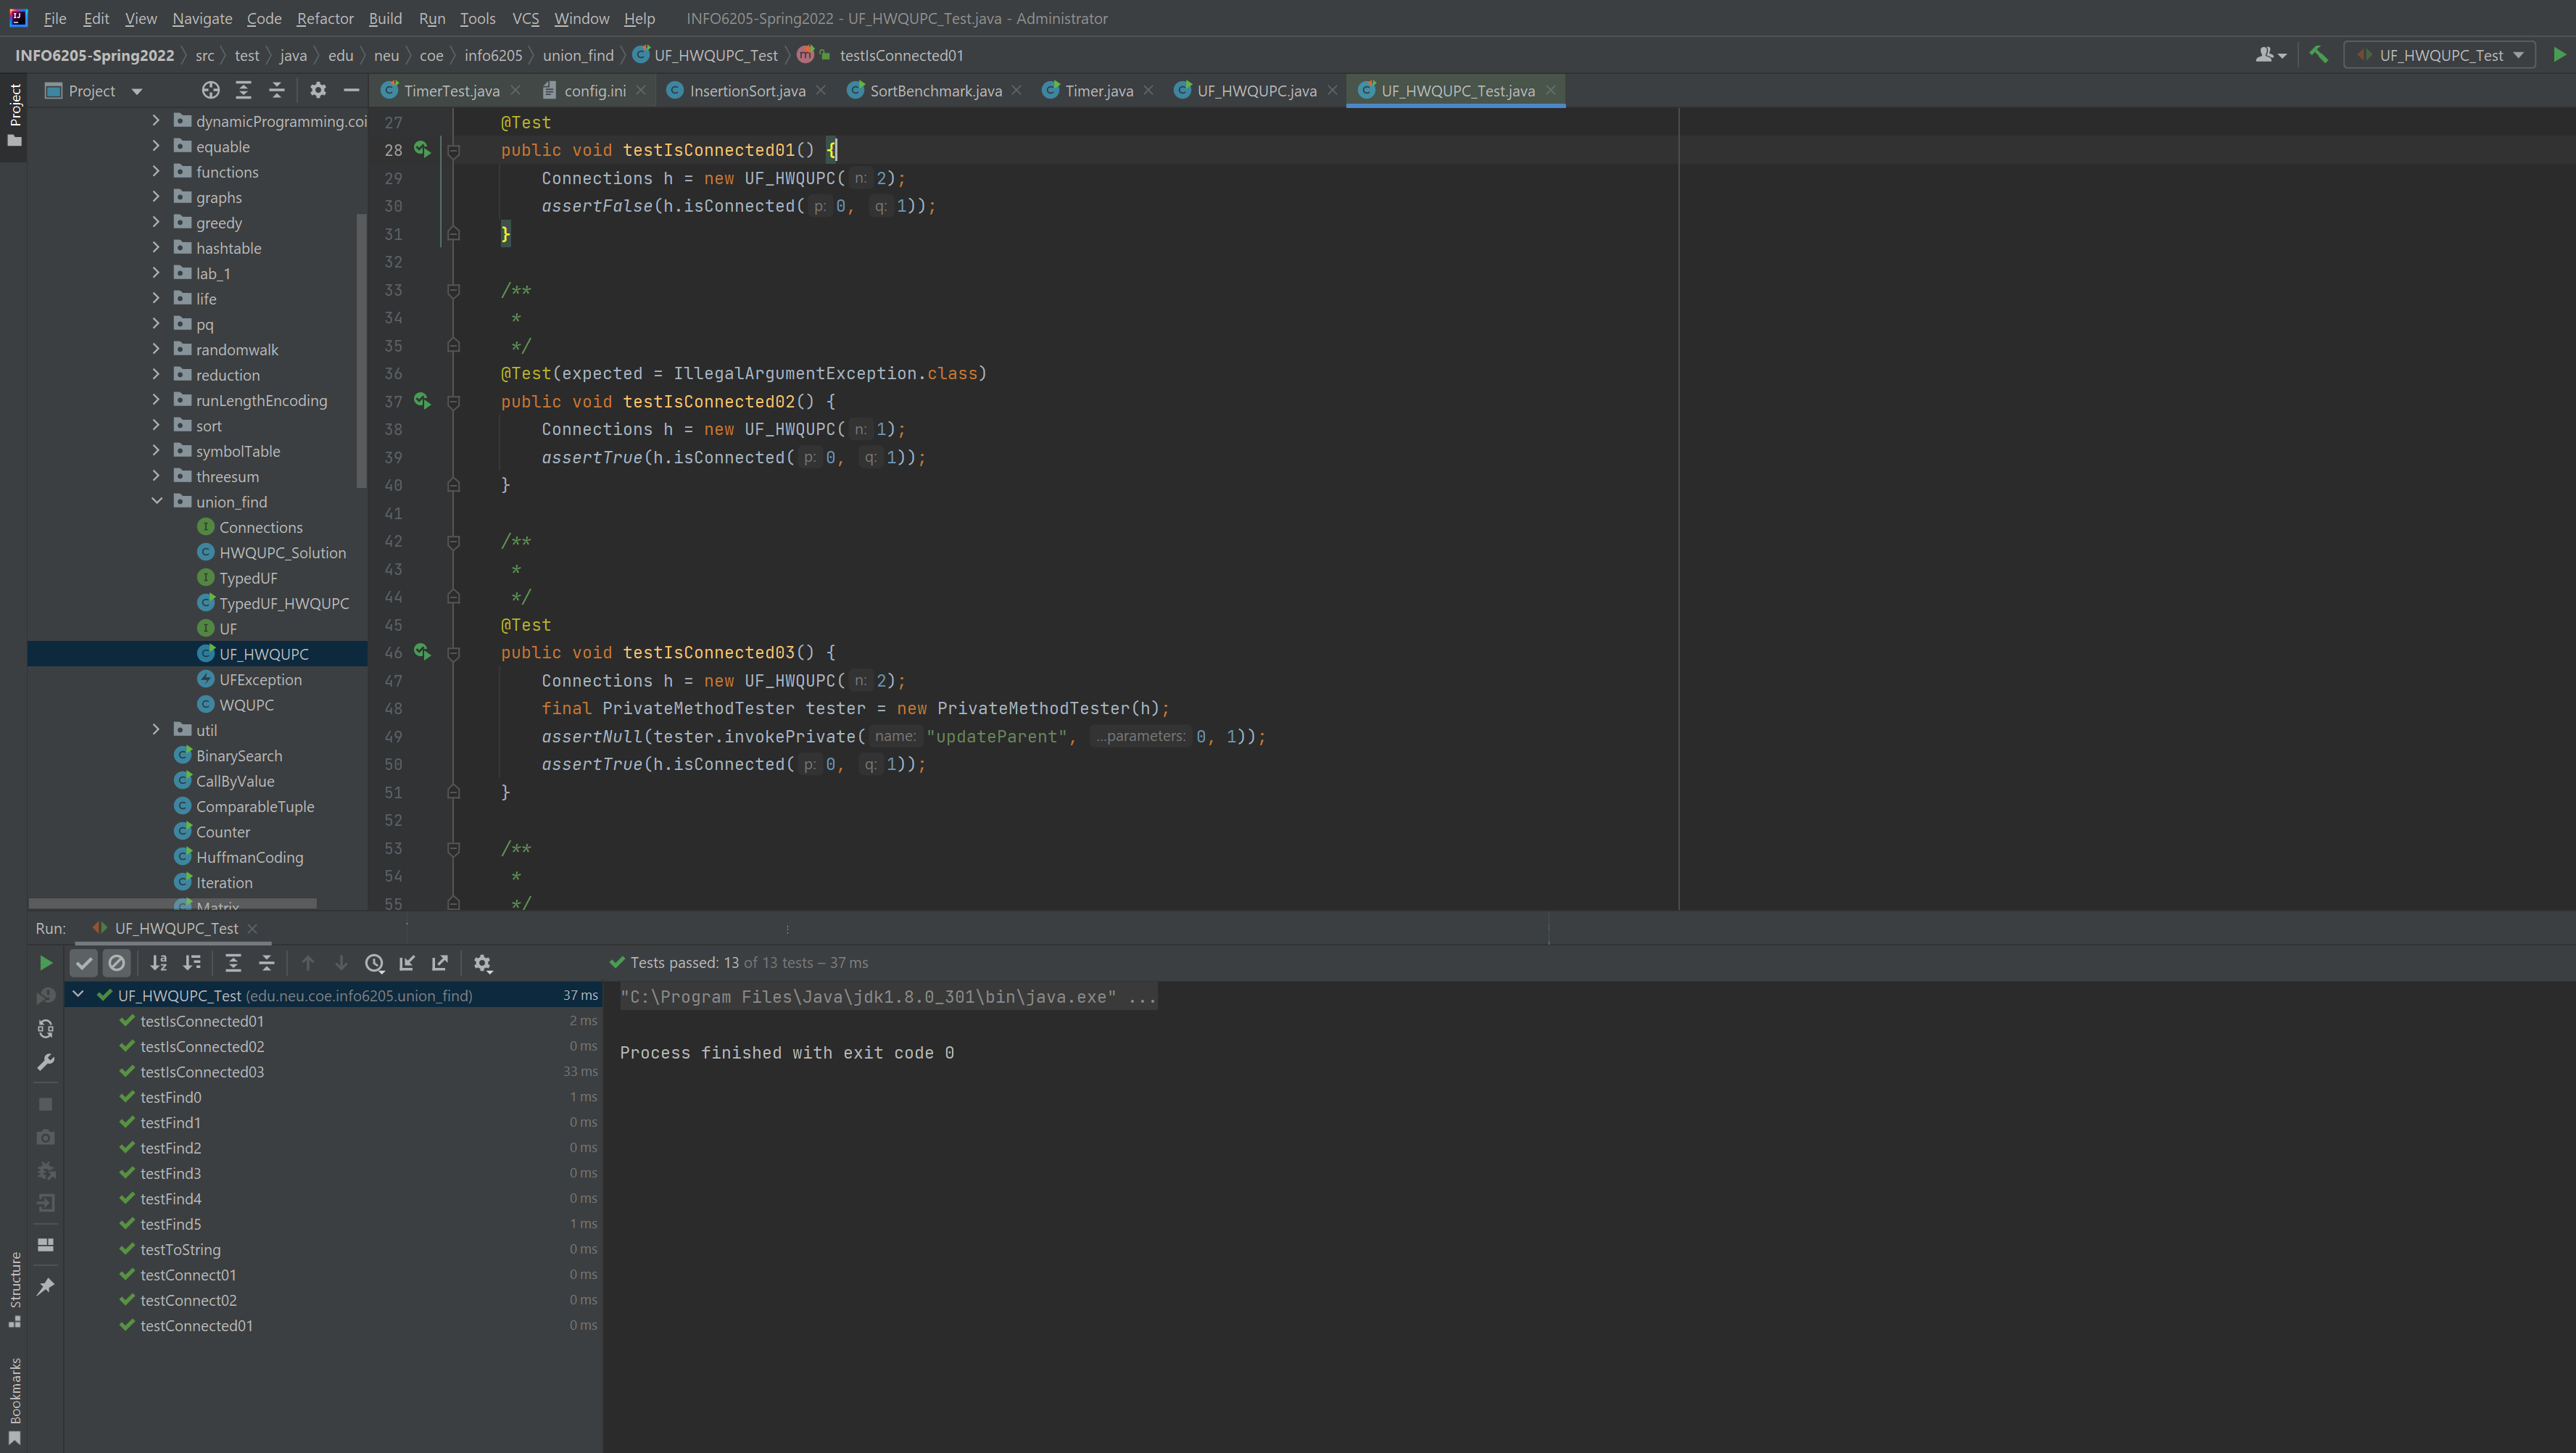 File Edit View Navigate Code Refactor Build Run Tools VCS Window Help INFO6205-Spring2022 - UF_HWQUPC_Test.java - Administrator
INFO6205-Spring2022 src test java edu neu coe info6205 union_find UF_HWQUPC_Test testIsConnected01 UF_HWQUPC_Test
Project
Project
TimerTest.java config.ini InsertionSort.java SortBenchmark.java Timer.java UF_HWQUPC.java UF_HWQUPC_Test.java
dynamicProgramming.coi
equable
functions
graphs
greedy
hashtable
lab_1
life
pq
randomwalk
reduction
runLengthEncoding
sort
symbolTable
threesum
union_find
Connections
HWQUPC_Solution
TypedUF
TypedUF_HWQUPC
UF
UF_HWQUPC
UFException
WQUPC
util
BinarySearch
CallByValue
ComparableTuple
Counter
HuffmanCoding
Iteration
Matrix
27 @Test
28 public void testIsConnected01() {
29 Connections h = new UF_HWQUPC( n: 2);
30 assertFalse(h.isConnected( p: 0, q: 1));
31 }
32
33 /**
34 *
35 */
36 @Test(expected = IllegalArgumentException.class)
37 public void testIsConnected02() {
38 Connections h = new UF_HWQUPC( n: 1);
39 assertTrue(h.isConnected( p: 0, q: 1));
40 }
41
42 /**
43 *
44 */
45 @Test
46 public void testIsConnected03() {
47 Connections h = new UF_HWQUPC( n: 2);
48 final PrivateMethodTester tester = new PrivateMethodTester(h);
49 assertNull(tester.invokePrivate( name: "updateParent", ...parameters: 0, 1));
50 assertTrue(h.isConnected( p: 0, q: 1));
51 }
52
53 /**
54 *
55 */
Run: UF_HWQUPC_Test
Tests passed: 13 of 13 tests – 37 ms
UF_HWQUPC_Test (edu.neu.coe.info6205.union_find) 37 ms
testIsConnected01 2 ms
testIsConnected02 0 ms
testIsConnected03 33 ms
testFind0 1 ms
testFind1 0 ms
testFind2 0 ms
testFind3 0 ms
testFind4 0 ms
testFind5 1 ms
testToString 0 ms
testConnect01 0 ms
testConnect02 0 ms
testConnected01 0 ms
"C:\Program Files\Java\jdk1.8.0_301\bin\java.exe" ...
Process finished with exit code 0
Structure
Bookmarks